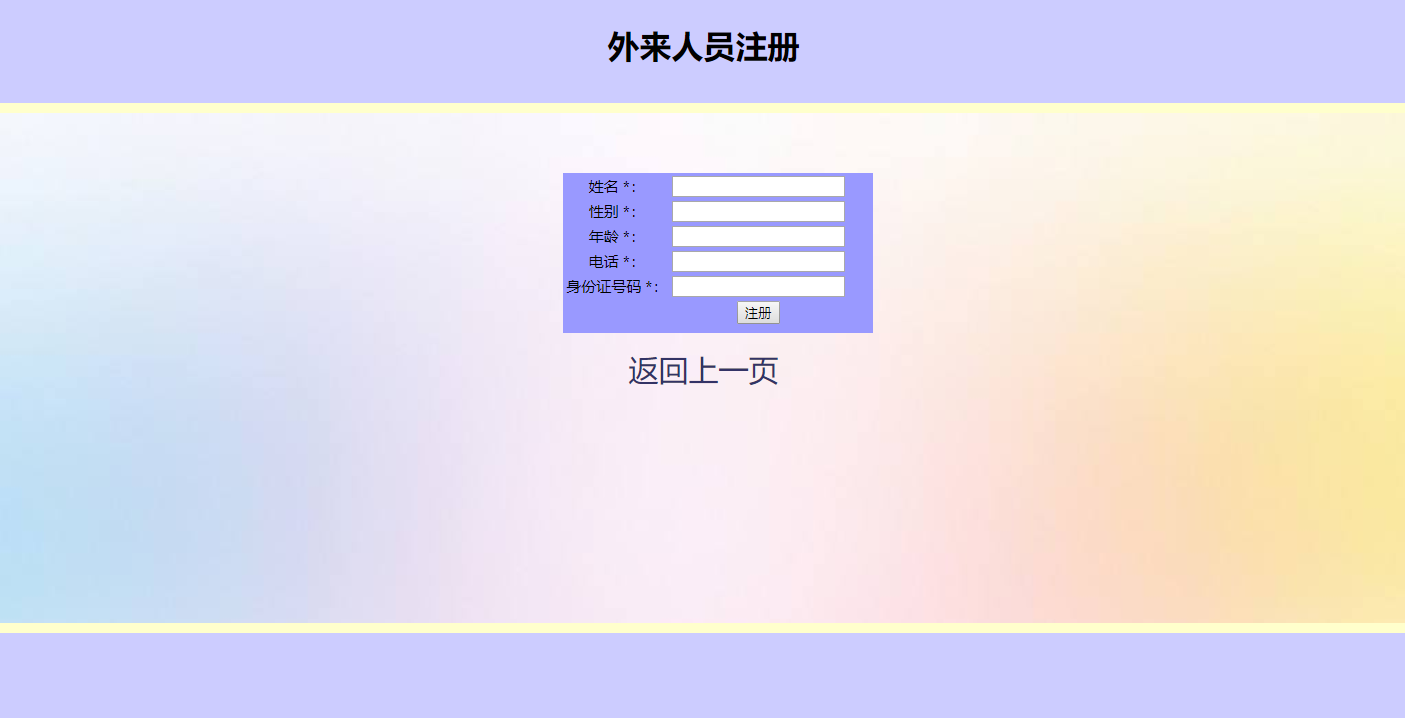 外来人员注册
姓名 *:
性别 *:
年龄 *:
电话 *:
身份证号码 *:
注册
返回上一页